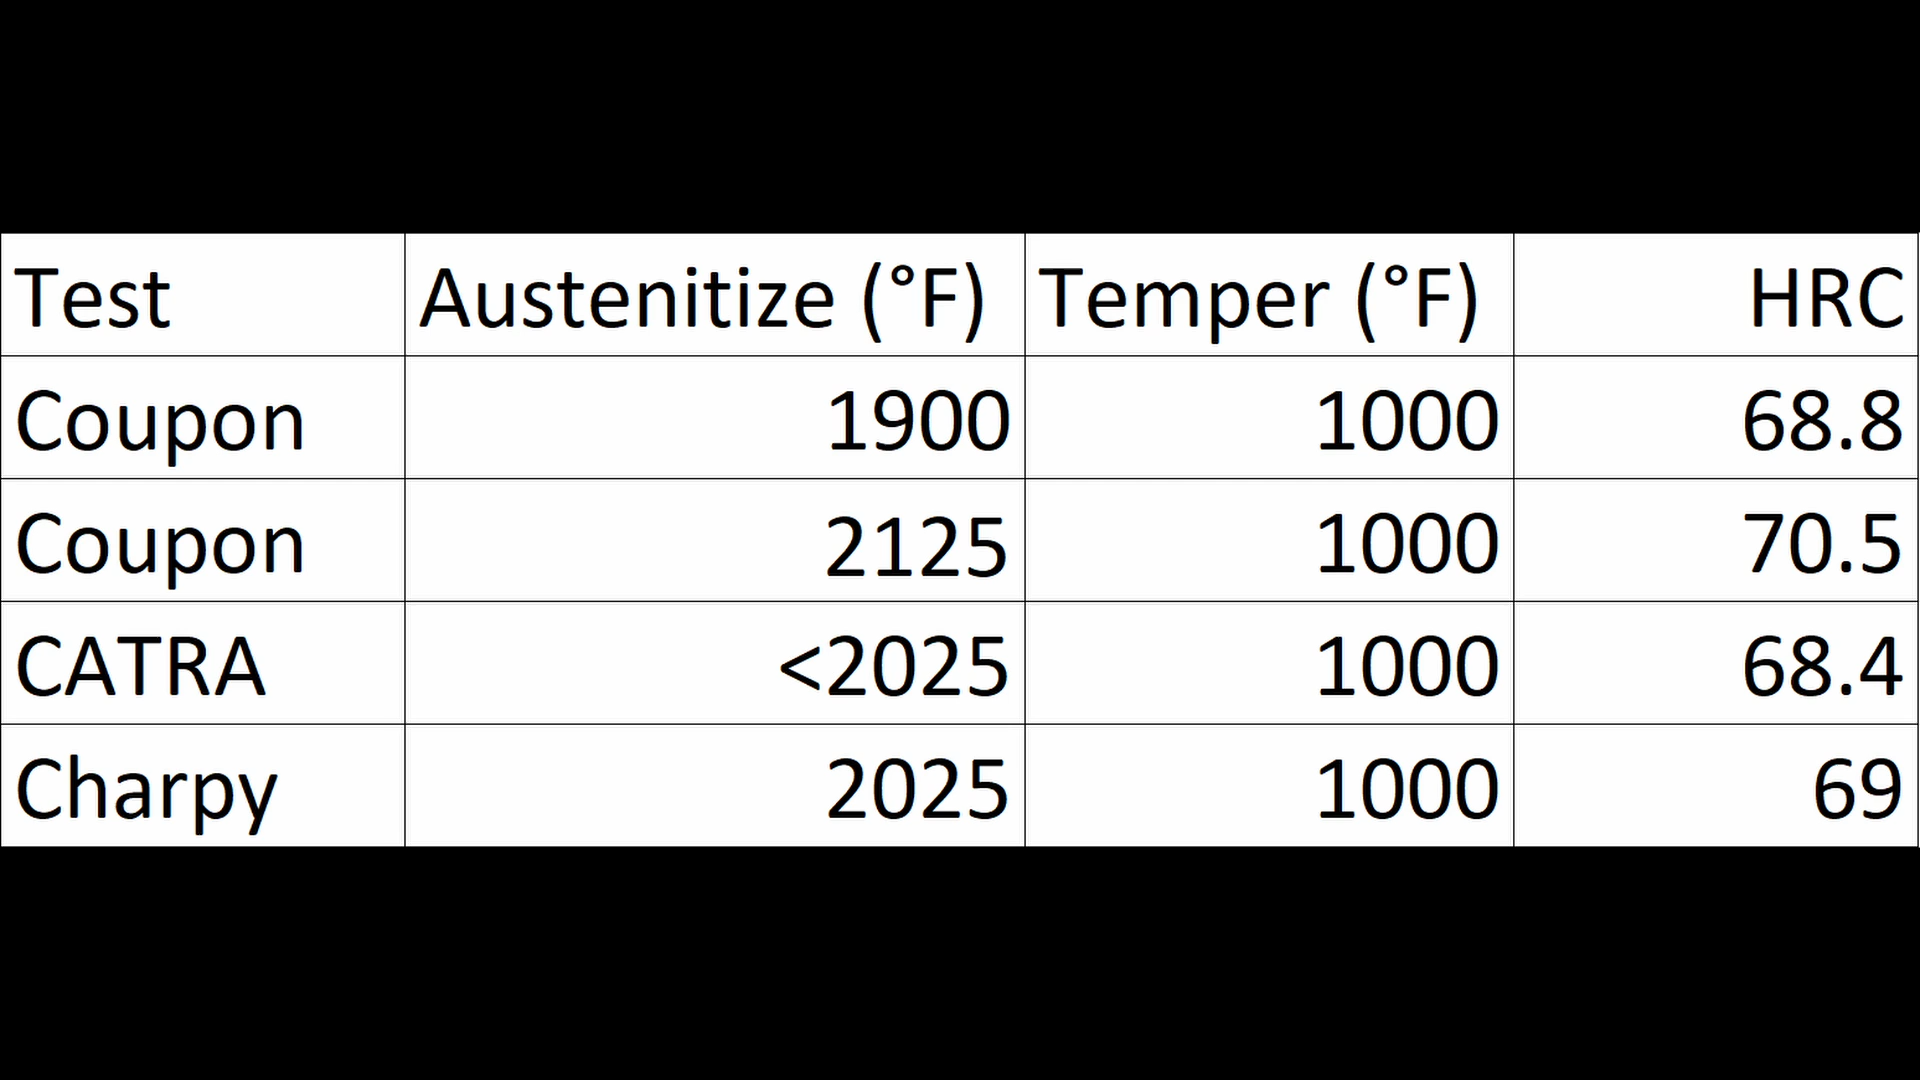 Test Austenitize (°F) Temper (°F) HRC
Coupon 1900 1000 68.8
Coupon 2125 1000 70.5
CATRA <2025 1000 68.4
Charpy 2025 1000 69